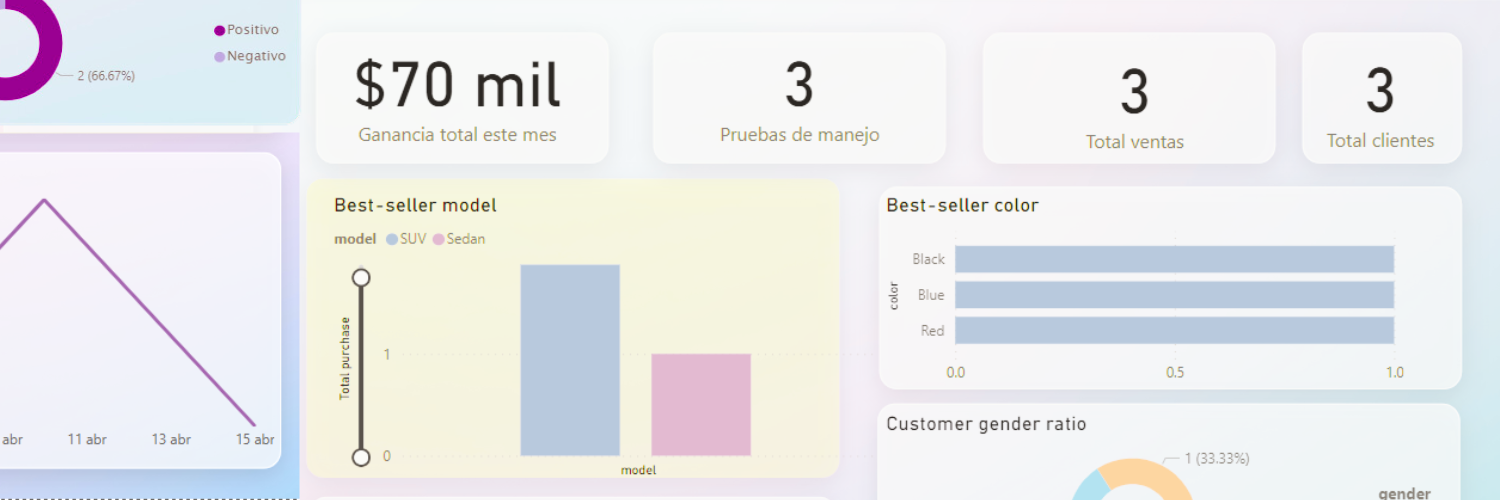 Positivo
Negativo
2 (66.67%)
abr
11 abr
13 abr
15 abr
$70 mil
Ganancia total este mes
3
Pruebas de manejo
3
Total ventas
3
Total clientes
Best-seller model
model SUV Sedan
Total purchase
1
0
model
Best-seller color
color
Black
Blue
Red
0.0 0.5 1.0
Customer gender ratio
1 (33.33%)
gender